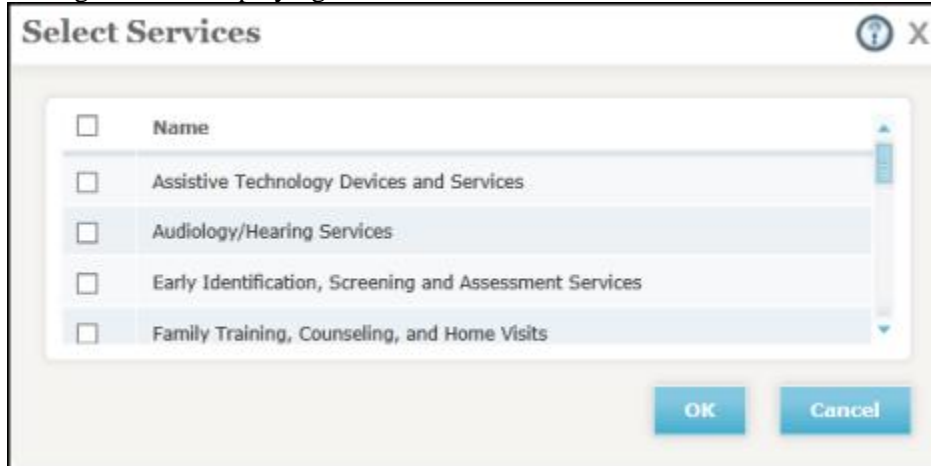 Select Services
X
Name
Assistive Technology Devices and Services
Audiology/Hearing Services
Early Identification, Screening and Assessment Services
Family Training, Counseling, and Home Visits
OK Cancel